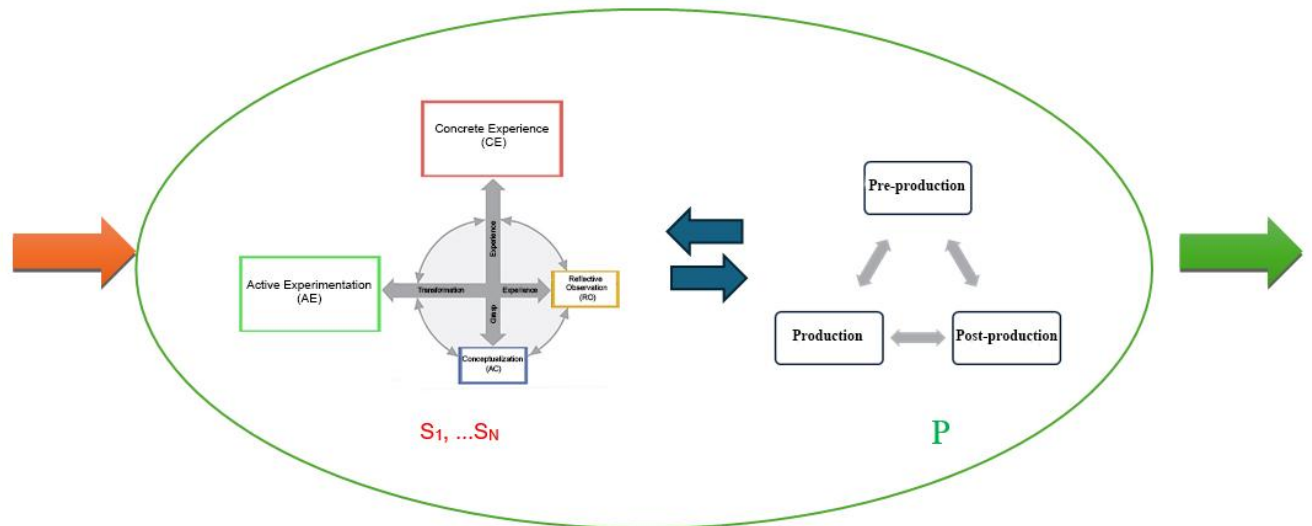 Concrete Experience
(CE)
Experience
Active Experimentation
(AE)
Transformation
Experience
Reflective
Observation
(RO)
Grasp
Conceptualization
(AC)
S₁, ...Sₙ
Pre-production
Production
Post-production
P